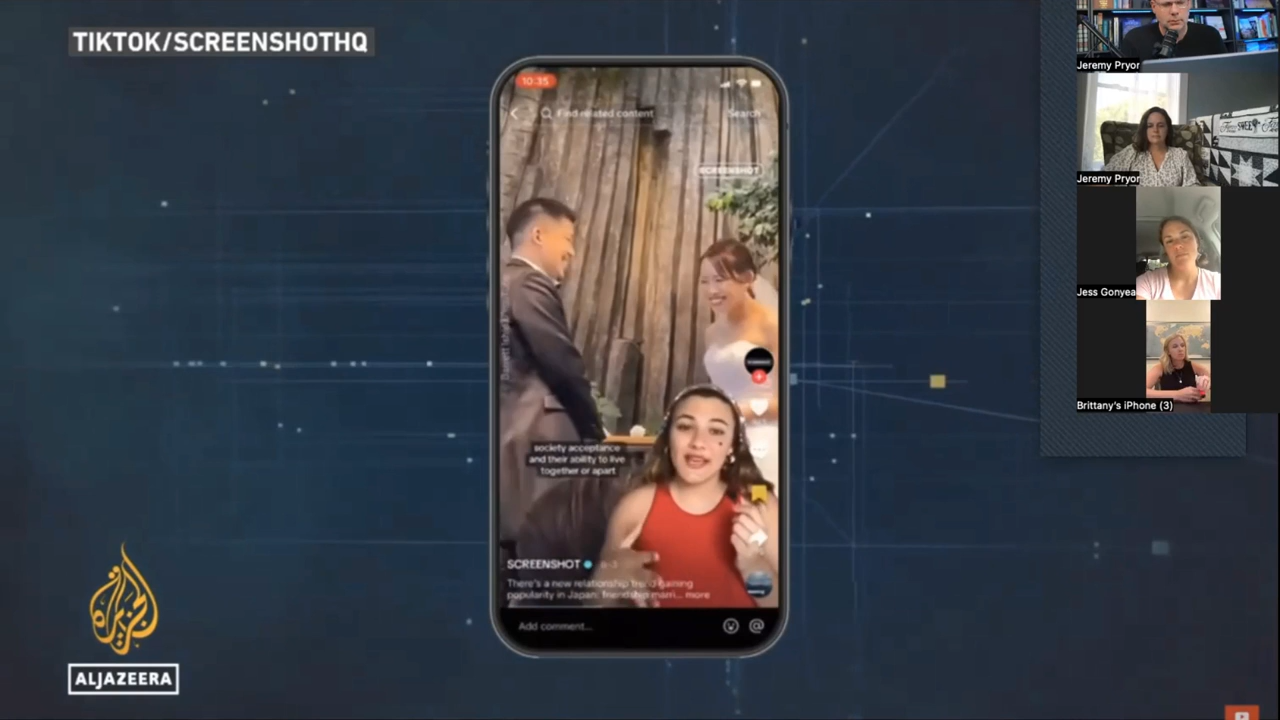 TIKTOK/SCREENSHOTHQ
10:35
Find related content
Search
SCREENSHOT
society acceptance
and their ability to live
together or apart
SCREENSHOT
There's a new relationship trend gaining
popularity in Japan: friendship marri... more
Add comment...
الجزيرة
ALJAZEERA
Jeremy Pryor
Jeremy Pryor
Jess Gonyea
Brittany's iPhone (3)